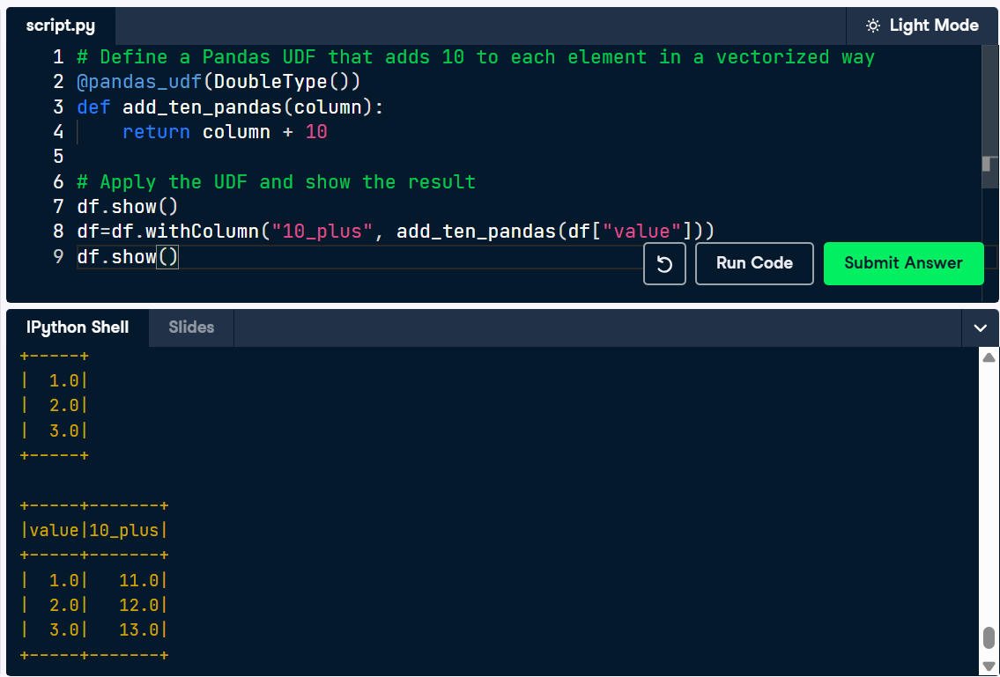 script.py
Light Mode
1 # Define a Pandas UDF that adds 10 to each element in a vectorized way
2 @pandas_udf(DoubleType())
3 def add_ten_pandas(column):
4     return column + 10
5
6 # Apply the UDF and show the result
7 df.show()
8 df=df.withColumn("10_plus", add_ten_pandas(df["value"]))
9 df.show()
Run Code
Submit Answer
IPython Shell
Slides
+-----+
|  1.0|
|  2.0|
|  3.0|
+-----+
+-----+-------+
|value|10_plus|
+-----+-------+
|  1.0|   11.0|
|  2.0|   12.0|
|  3.0|   13.0|
+-----+-------+